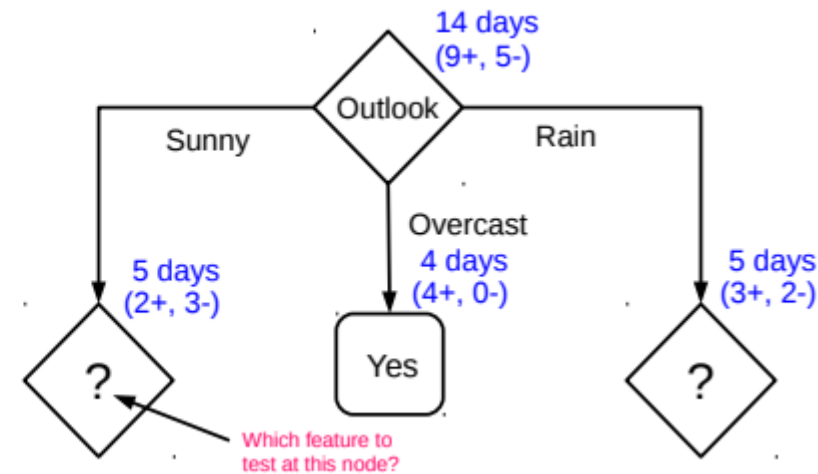 14 days
(9+, 5-)
Outlook
Sunny
Rain
Overcast
5 days
(2+, 3-)
4 days
(4+, 0-)
5 days
(3+, 2-)
?
Yes
?
Which feature to
test at this node?